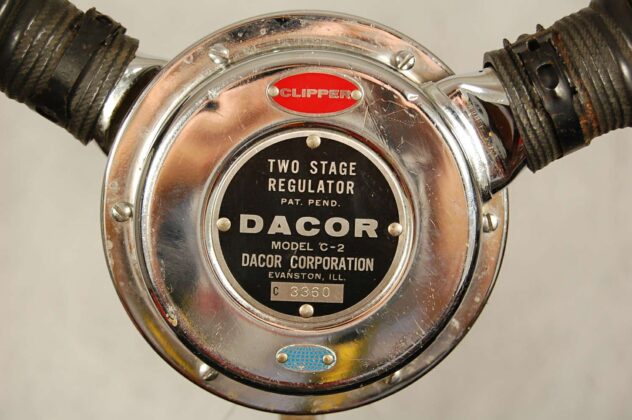 CLIPPER
TWO STAGE
REGULATOR
PAT. PEND.
DACOR
MODEL C-2
DACOR CORPORATION
EVANSTON, ILL.
C 3360